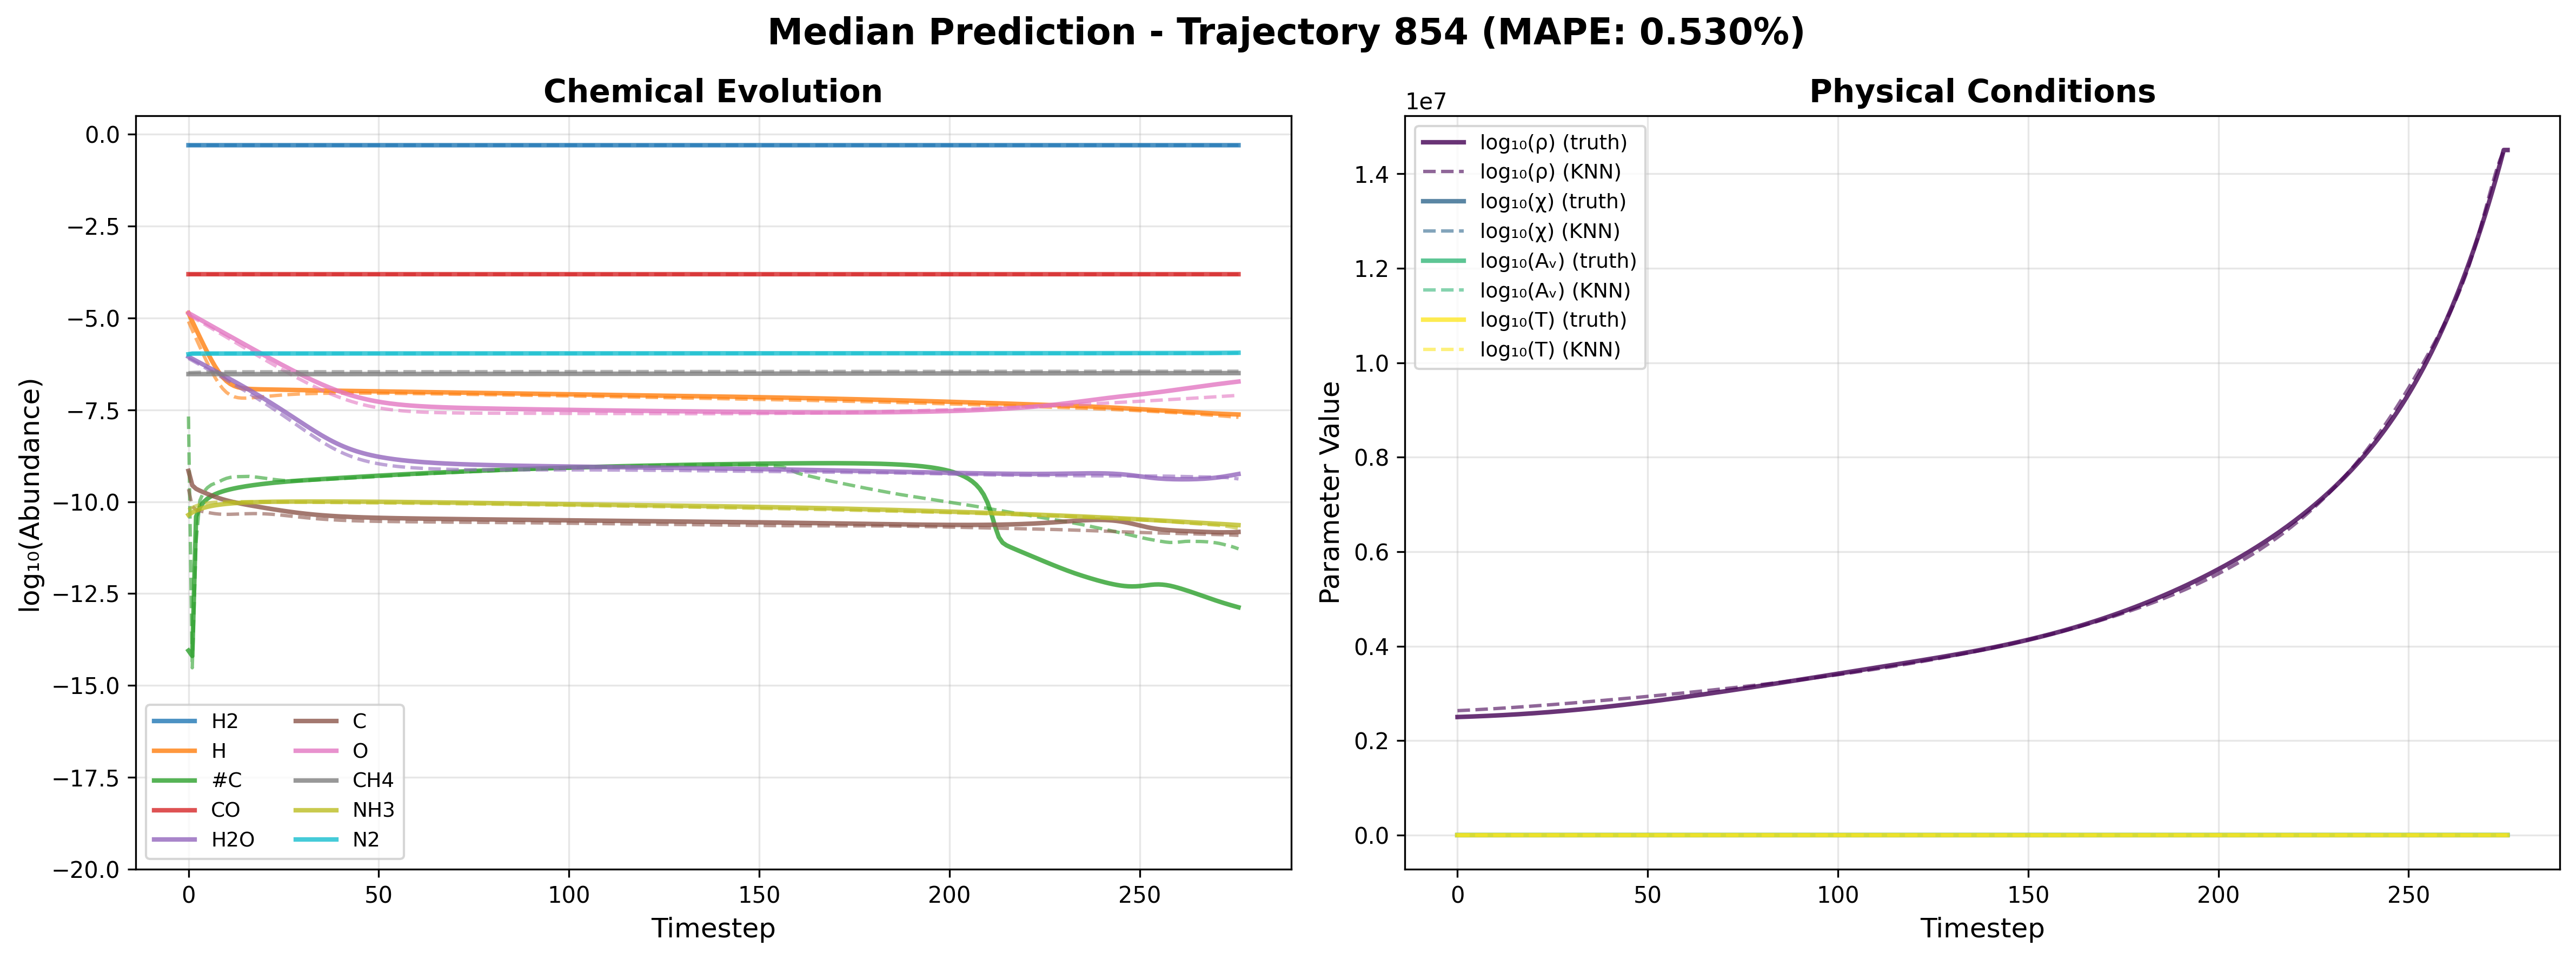 Median Prediction - Trajectory 854 (MAPE: 0.530%)
Chemical Evolution
log₁₀(Abundance)
0.0
−2.5
−5.0
−7.5
−10.0
−12.5
−15.0
−17.5
−20.0
H2
H
#C
CO
H2O
C
O
CH4
NH3
N2
0
50
100
150
200
250
Timestep
Physical Conditions
1e7
Parameter Value
1.4
1.2
1.0
0.8
0.6
0.4
0.2
0.0
log₁₀(ρ) (truth)
log₁₀(ρ) (KNN)
log₁₀(χ) (truth)
log₁₀(χ) (KNN)
log₁₀(Aᵥ) (truth)
log₁₀(Aᵥ) (KNN)
log₁₀(T) (truth)
log₁₀(T) (KNN)
0
50
100
150
200
250
Timestep